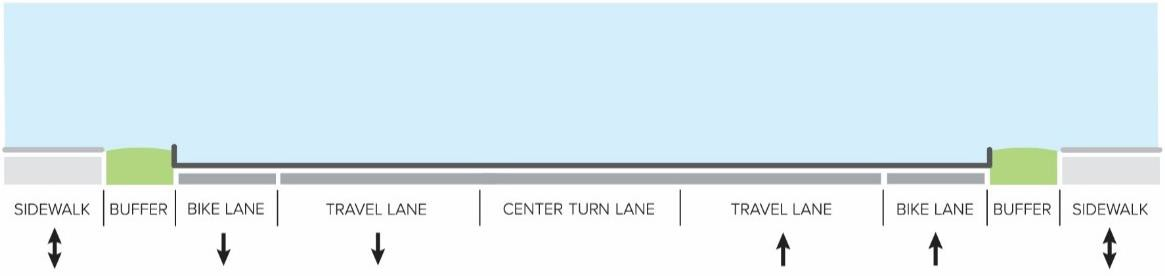 SIDEWALK BUFFER BIKE LANE TRAVEL LANE CENTER TURN LANE TRAVEL LANE BIKE LANE BUFFER SIDEWALK